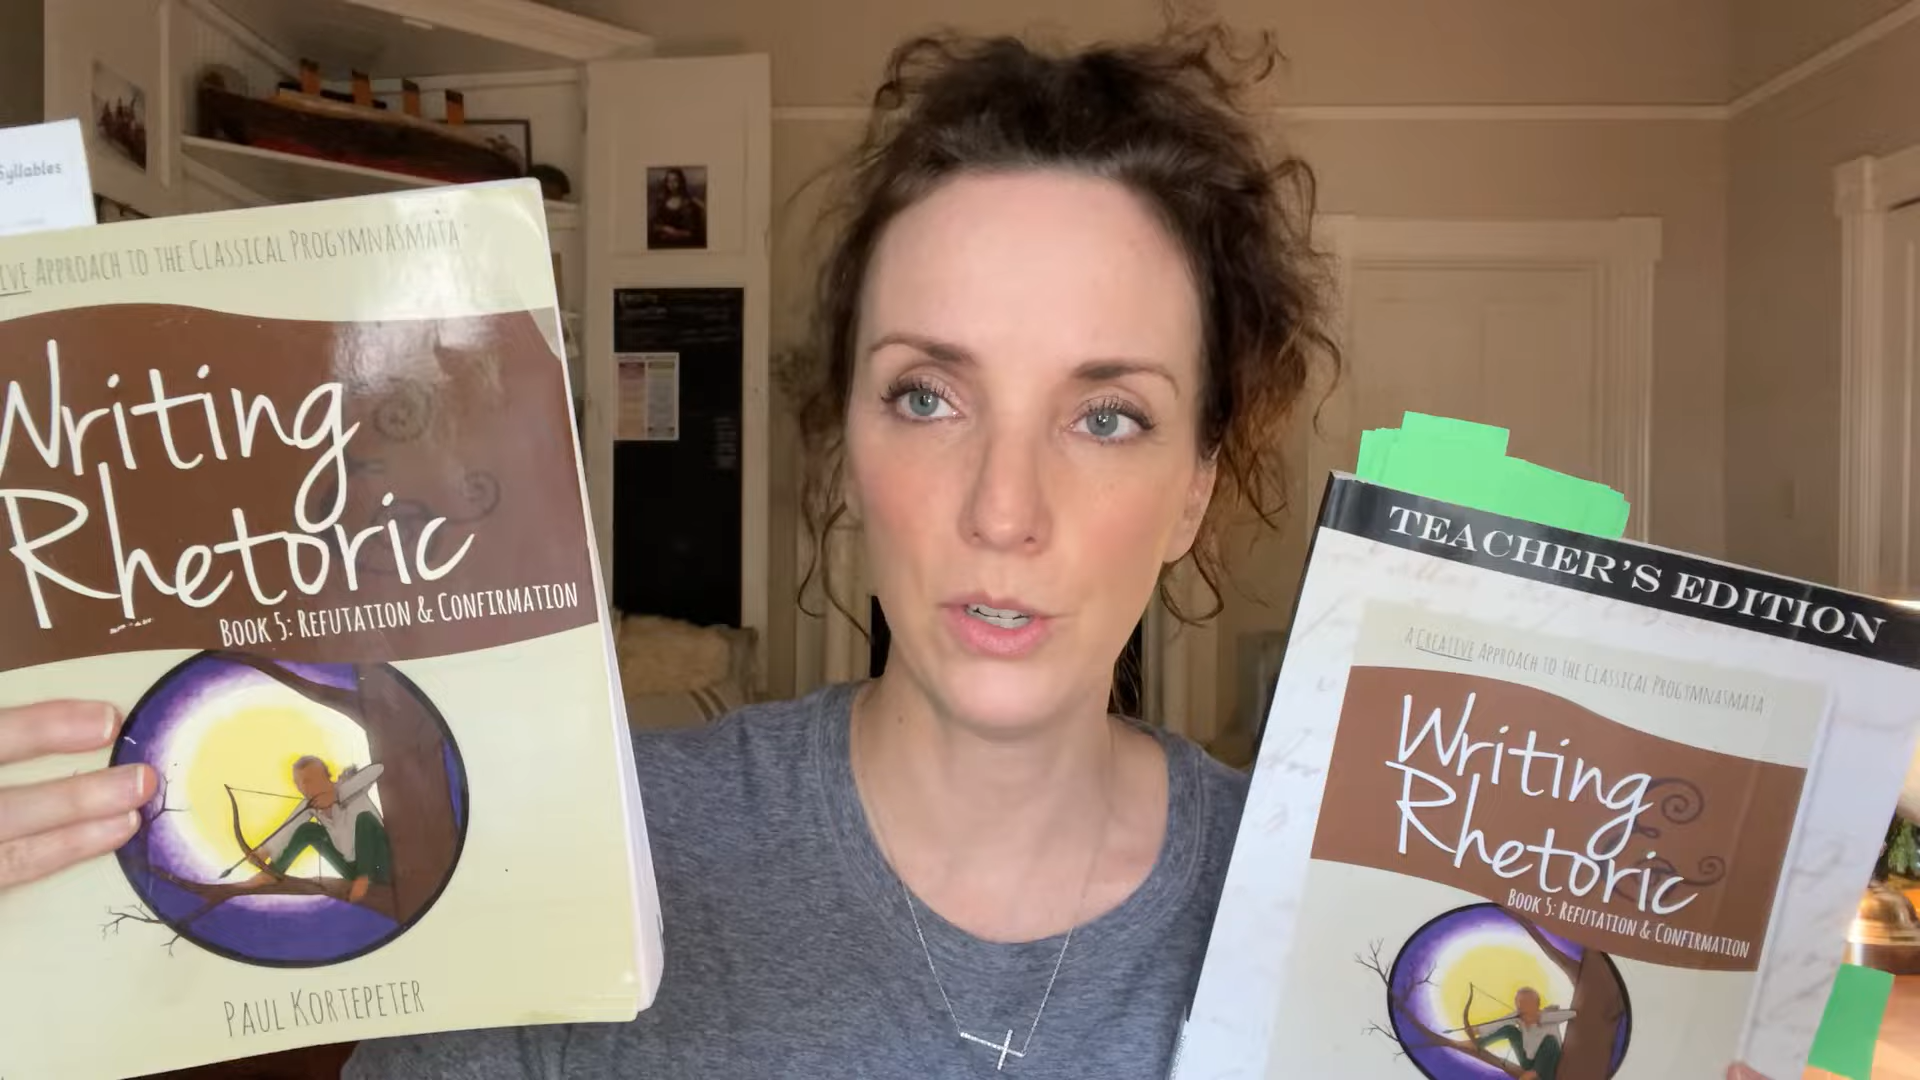 Syllables
IVE APPROACH TO THE CLASSICAL PROGYMNASMATA
Writing
Rhetoric
BOOK 5: REFUTATION & CONFIRMATION
PAUL KORTEPETER
TEACHER'S EDITION
A CREATIVE APPROACH TO THE CLASSICAL PROGYMNASMATA
Writing
Rhetoric
BOOK 5: REFUTATION & CONFIRMATION